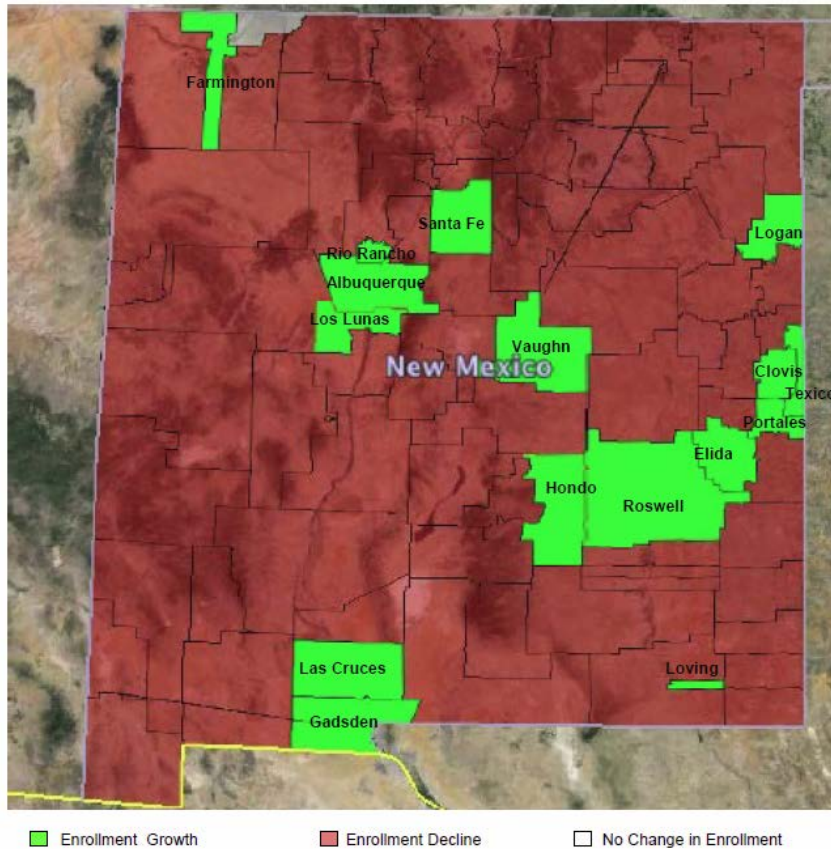 Farmington
Santa Fe
Logan
Rio Rancho
Albuquerque
Los Lunas
Vaughn
New Mexico
Clovis
Texico
Portales
Elida
Hondo
Roswell
Las Cruces
Loving
Gadsden
Enrollment Growth Enrollment Decline No Change in Enrollment